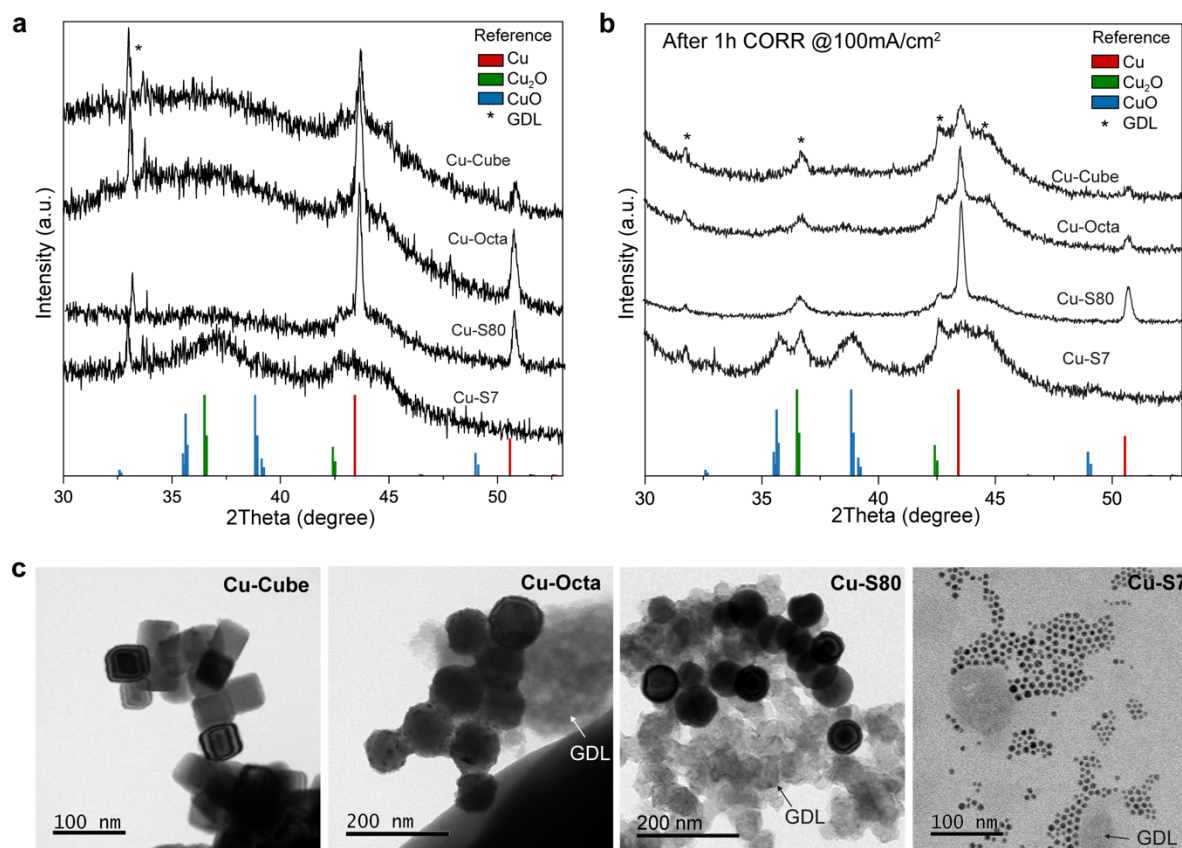 a
Reference
Cu
Cu₂O
CuO
* GDL
*
Cu-Cube
Cu-Octa
Cu-S80
Cu-S7
Intensity (a.u.)
30 35 40 45 50
2Theta (degree)
b
After 1h CORR @100mA/cm²
Reference
Cu
Cu₂O
CuO
* GDL
* * * *
Cu-Cube
Cu-Octa
Cu-S80
Cu-S7
Intensity (a.u.)
30 35 40 45 50
2Theta (degree)
c
Cu-Cube
100 nm
Cu-Octa
GDL
200 nm
Cu-S80
GDL
200 nm
Cu-S7
GDL
100 nm